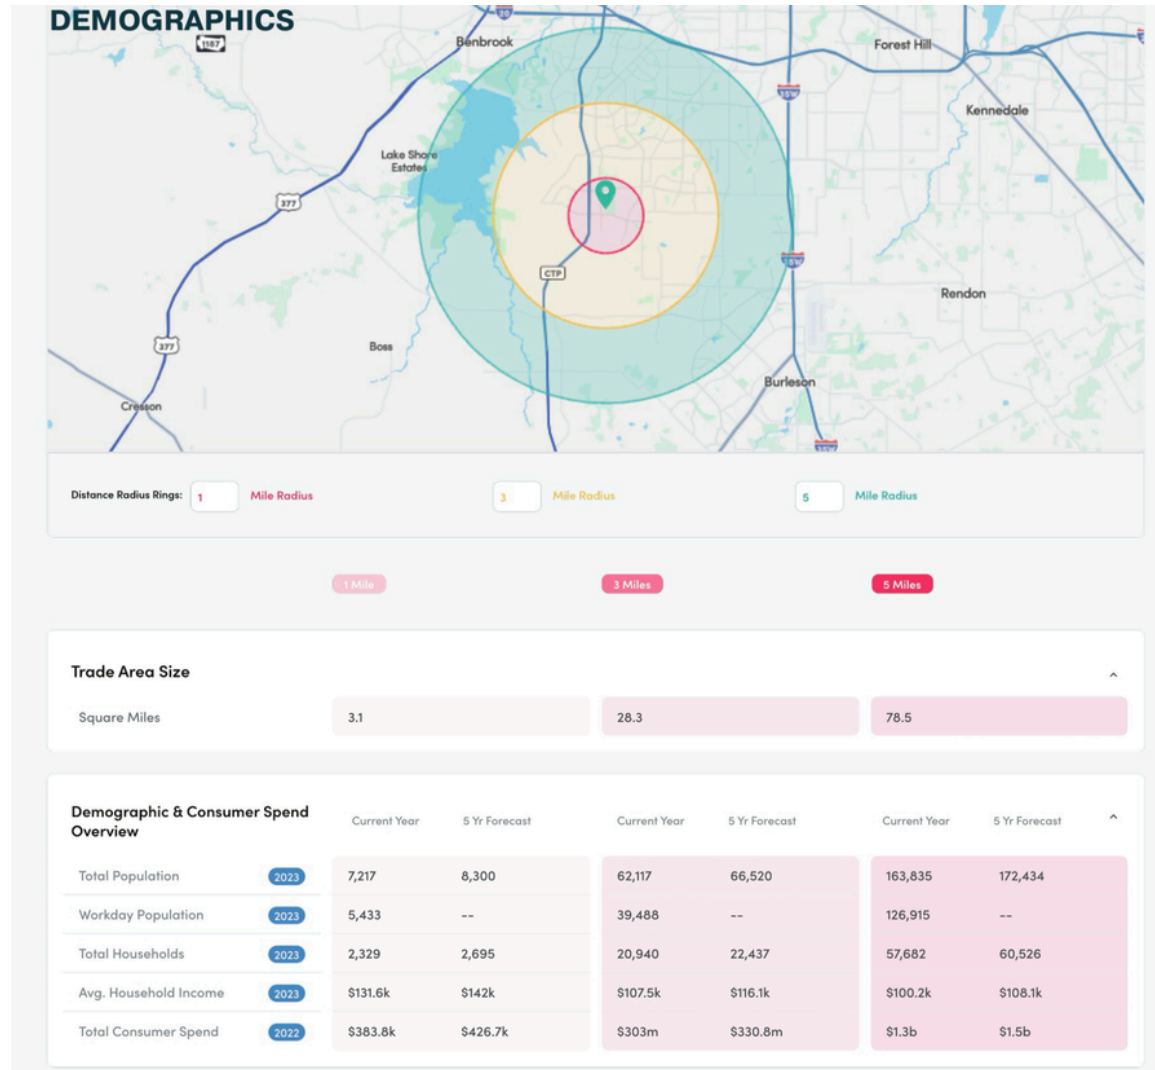 DEMOGRAPHICS
20
1187
Benbrook
Forest Hill
35W
Kennedale
Lake Shore
Estates
377
CTP
35W
Rendon
377
Boss
Burleson
Cresson
35W
Distance Radius Rings: 1 Mile Radius 3 Mile Radius 5 Mile Radius
1 Mile 3 Miles 5 Miles
Trade Area Size
Square Miles 3.1 28.3 78.5
Demographic & Consumer Spend
Overview
Current Year 5 Yr Forecast Current Year 5 Yr Forecast Current Year 5 Yr Forecast
Total Population 2023 7,217 8,300 62,117 66,520 163,835 172,434
Workday Population 2023 5,433 -- 39,488 -- 126,915 --
Total Households 2023 2,329 2,695 20,940 22,437 57,682 60,526
Avg. Household Income 2023 $131.6k $142k $107.5k $116.1k $100.2k $108.1k
Total Consumer Spend 2022 $383.8k $426.7k $303m $330.8m $1.3b $1.5b